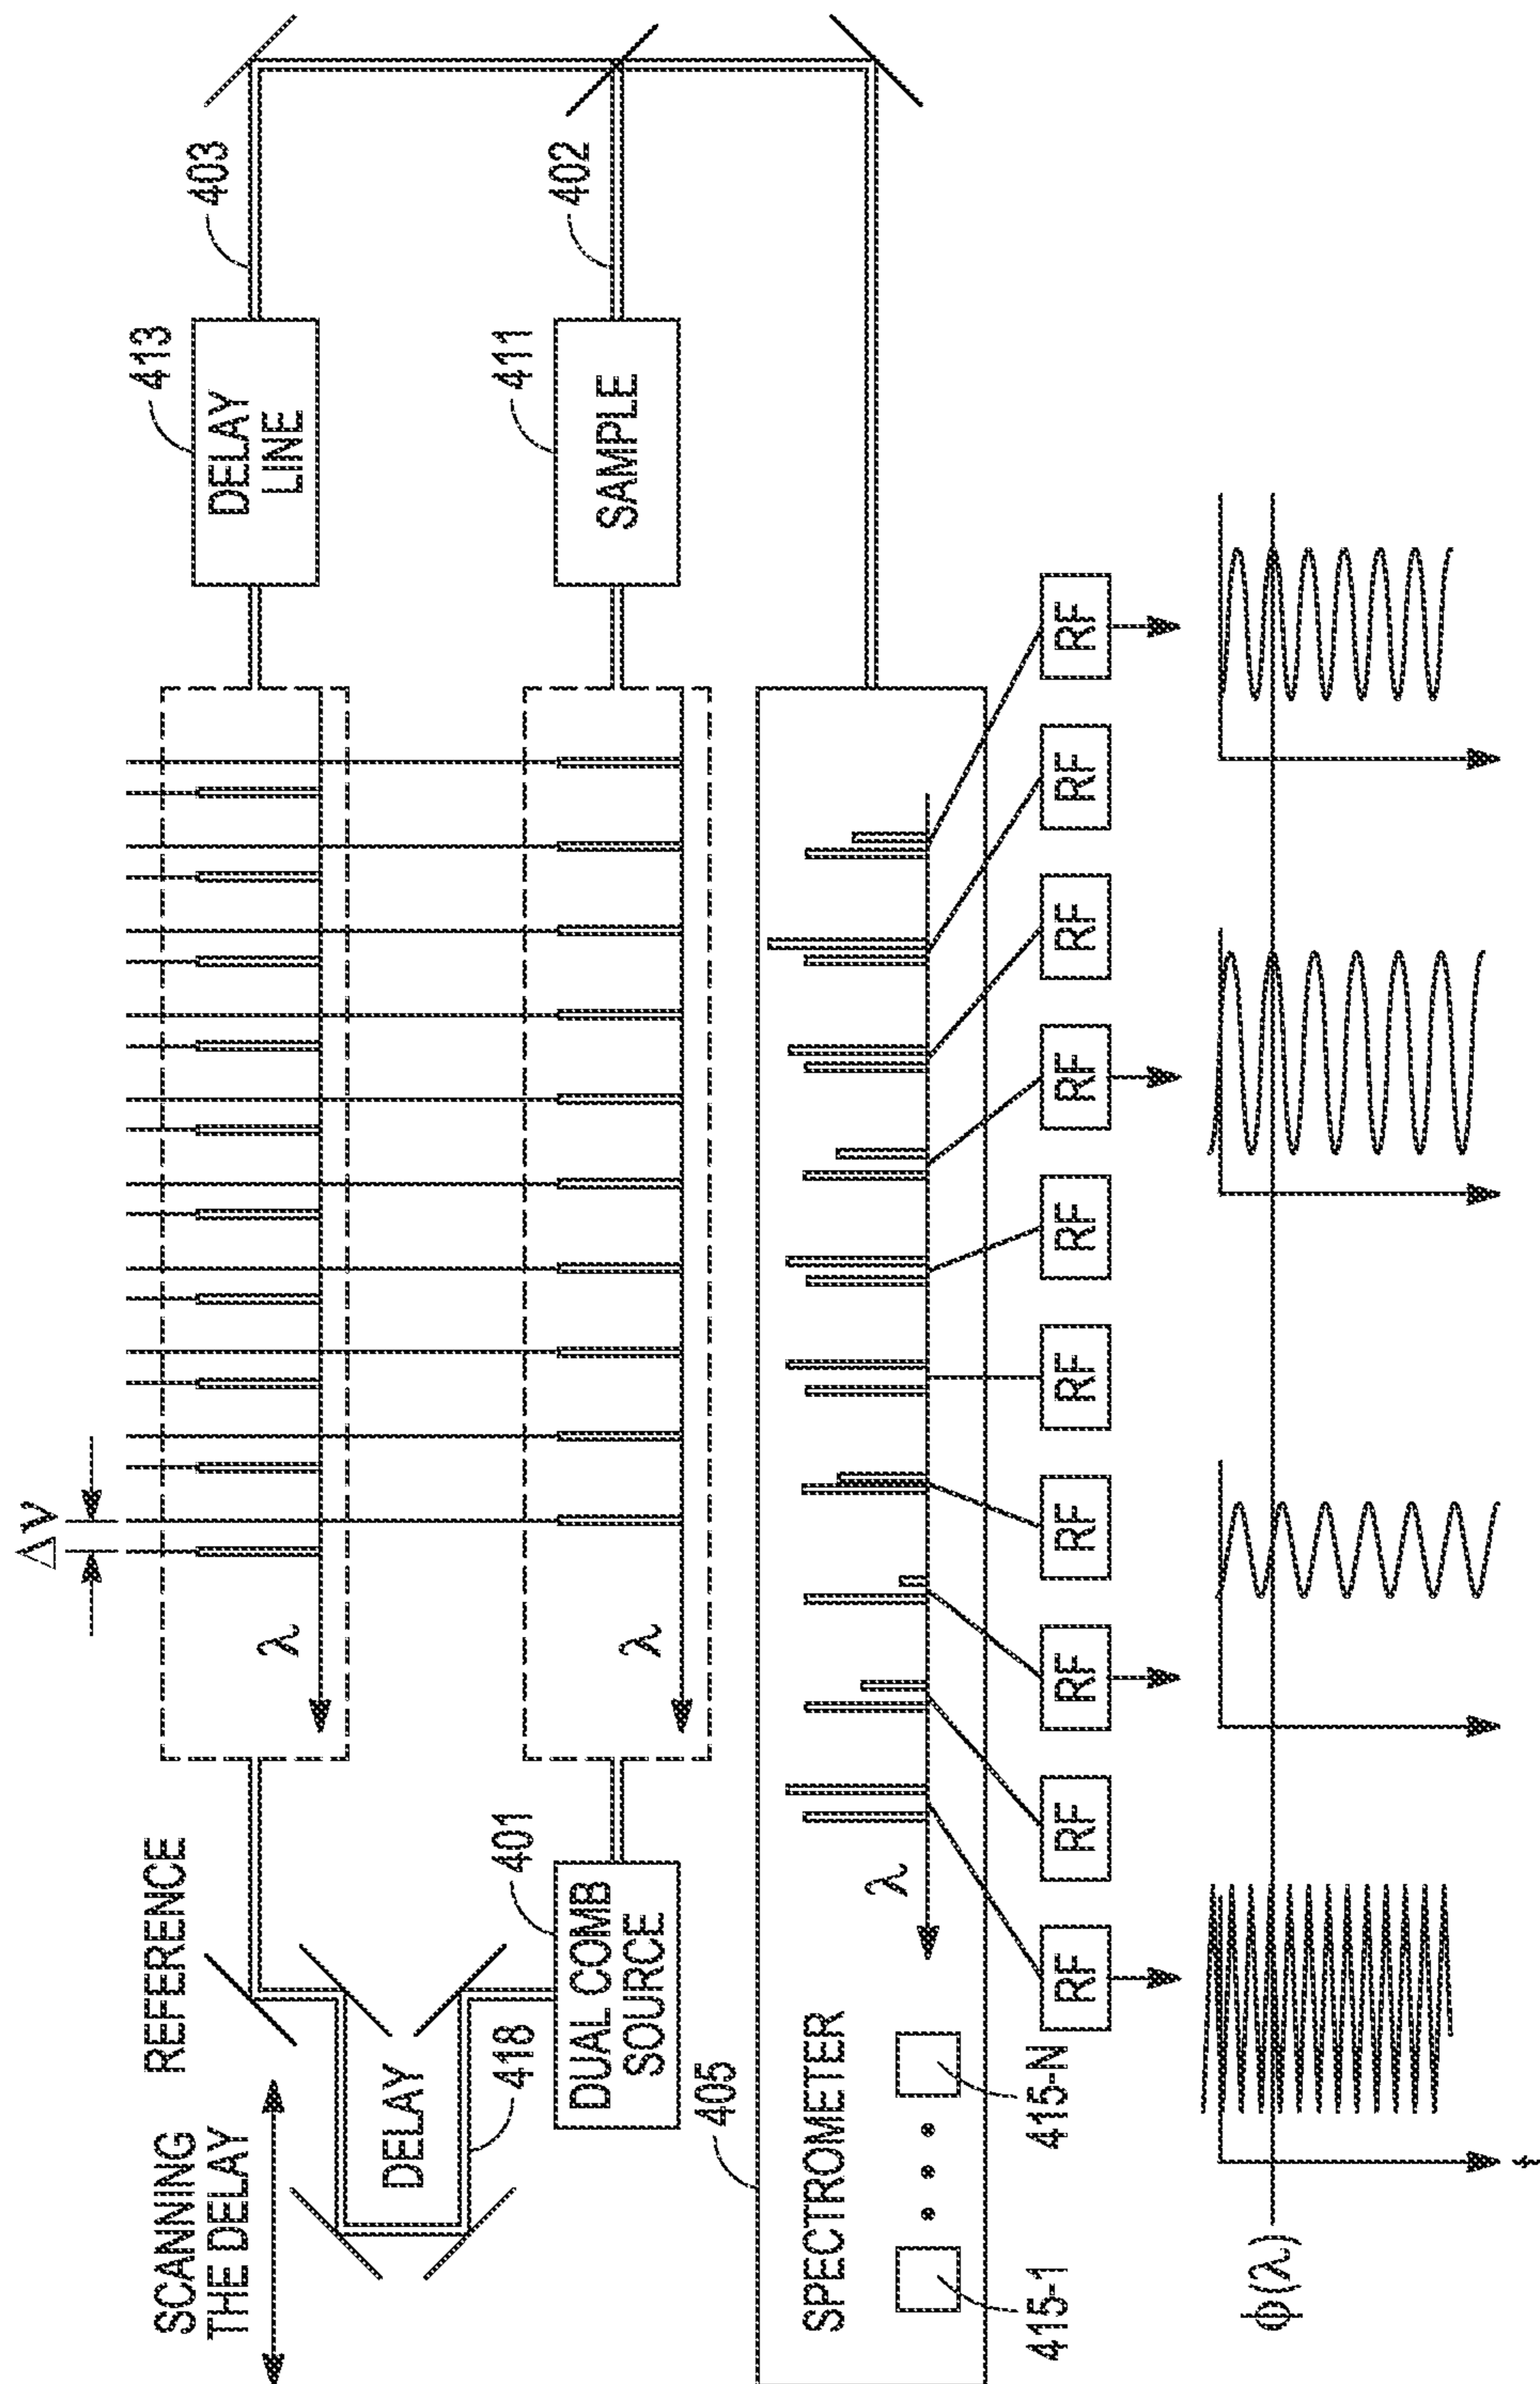 SCANNING
THE DELAY
REFERENCE
Δν
413
403
DELAY
LINE
λ
DELAY
418
401
DUAL COMB
SOURCE
λ
411
402
SAMPLE
405
SPECTROMETER
λ
415-1
415-N
RF
RF
RF
RF
RF
RF
RF
RF
RF
RF
ϕ(λ)
t